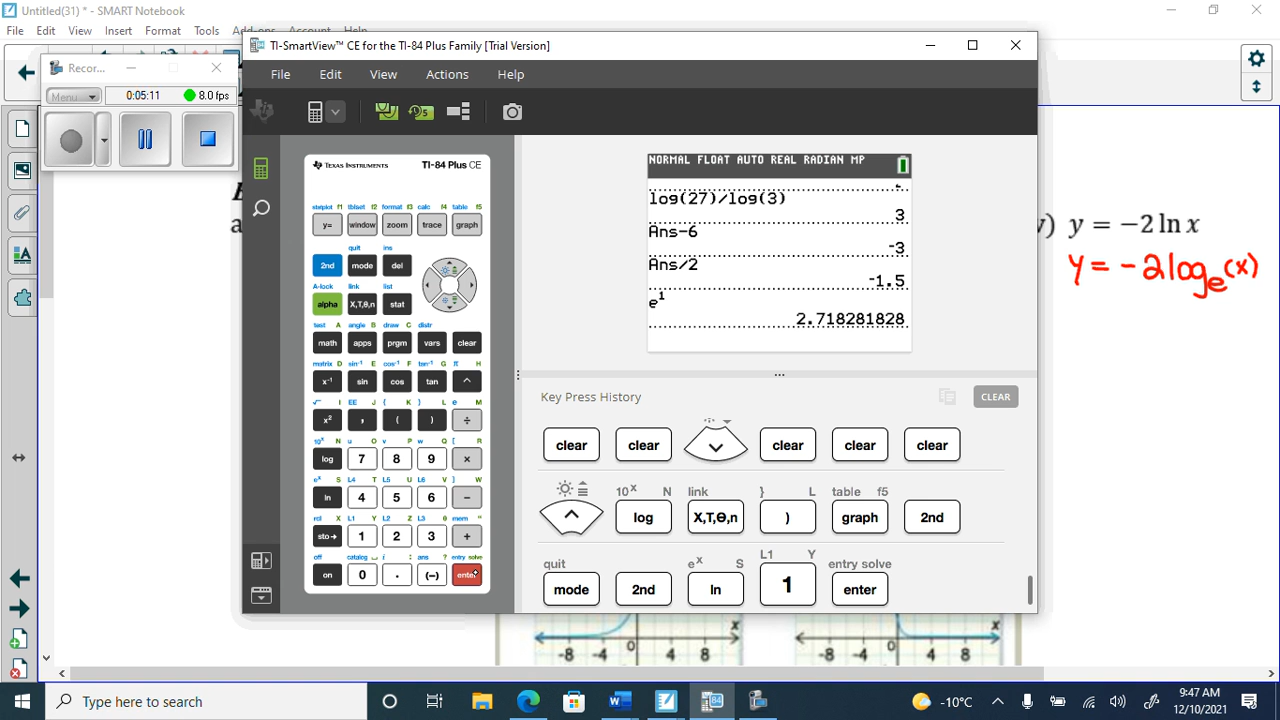 Untitled(31) * - SMART Notebook
File Edit View Insert Format Tools Add-ons Account Help
Recor...
Menu
0:05:11
8.0 fps
TI-SmartView™ CE for the TI-84 Plus Family [Trial Version]
File Edit View Actions Help
TEXAS INSTRUMENTS TI-84 Plus CE
statplot f1 tblset f2 format f3 calc f4 table f5
y= window zoom trace graph
quit ins
2nd mode del
A-lock link list
alpha X,T,θ,n stat
test A angle B draw C distr
math apps prgm vars clear
matrix D sin⁻¹ E cos⁻¹ F tan⁻¹ G π H
x⁻¹ sin cos tan ^
√ I EE J { K } L e M
x² , ( ) ÷
10ˣ N u O v P w Q [ R
log 7 8 9 ×
eˣ S L4 T L5 U L6 V ] W
ln 4 5 6 −
rcl X L1 Y L2 Z L3 θ mem "
sto→ 1 2 3 +
off catalog i : ans ? entry solve
on 0 . (−) enter
NORMAL FLOAT AUTO REAL RADIAN MP
log(27)/log(3)
3
Ans-6
-3
Ans/2
-1.5
e¹
2.718281828
Key Press History
CLEAR
clear clear clear clear clear
10ˣ N link } L table f5
log X,T,θ,n ) graph 2nd
quit eˣ S L1 Y entry solve
mode 2nd ln 1 enter
) y = −2 ln x
y = -2logₑ(x)
x x
-8 -4 0 4 8 -8 -4 0 4 8
Type here to search
-10°C
9:47 AM
12/10/2021